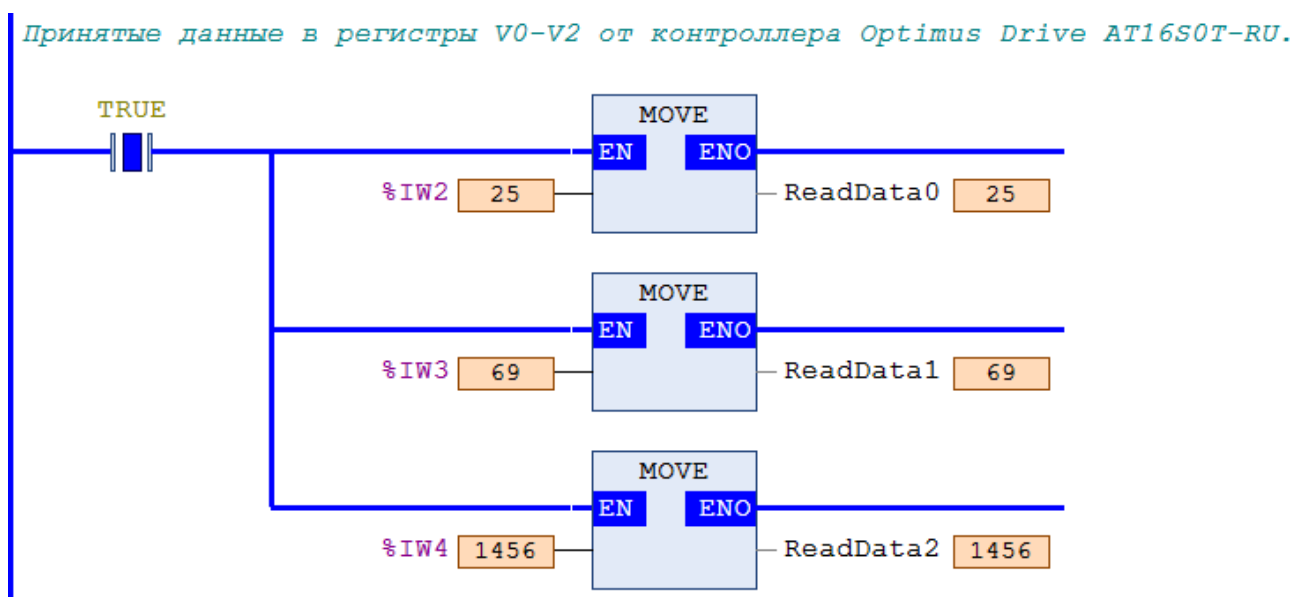 Принятые данные в регистры V0-V2 от контроллера Optimus Drive AT16S0T-RU.
TRUE
MOVE
EN ENO
%IW2 25 ReadData0 25
MOVE
EN ENO
%IW3 69 ReadData1 69
MOVE
EN ENO
%IW4 1456 ReadData2 1456